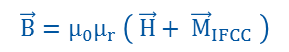 B⃗ = μ₀μᵣ ( H⃗ + M⃗_IFCC )